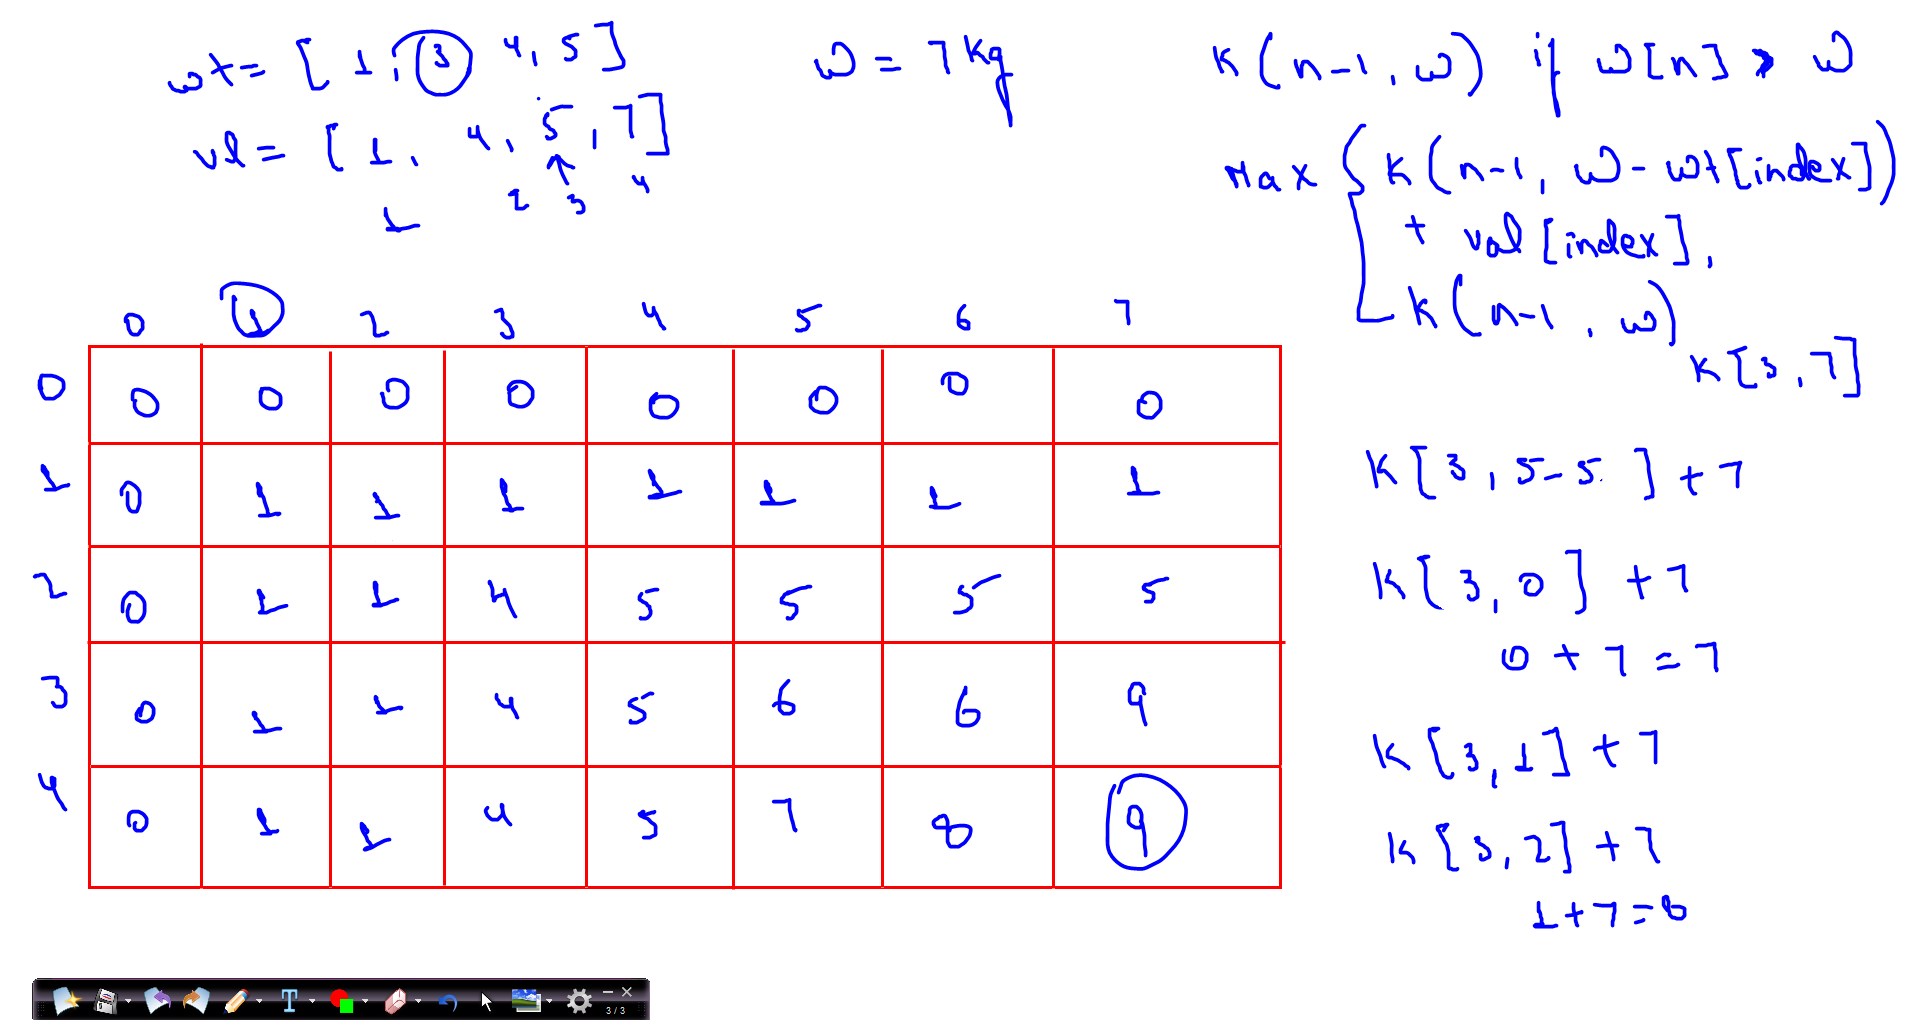 wt = [ 1, 3 4, 5 ]
vl = [ 1, 4, 5, 7 ]
1 2 3 4
W = 7 kg
K ( n-1, W ) if W[n] > W
Max { K ( n-1, W - wt [index] )
+ val [index],
K ( n-1, W )
K [ 3, 7 ]
0 1 2 3 4 5 6 7
0 0 0 0 0 0 0 0 0
1 0 1 1 1 1 1 1 1
2 0 1 1 4 5 5 5 5
3 0 1 1 4 5 6 6 9
4 0 1 1 4 5 7 8 9
K [ 3, 5-5 ] + 7
K [ 3, 0 ] + 7
0 + 7 = 7
K [ 3, 1 ] + 7
K [ 3, 2 ] + 7
1 + 7 = 8
T
3 / 3